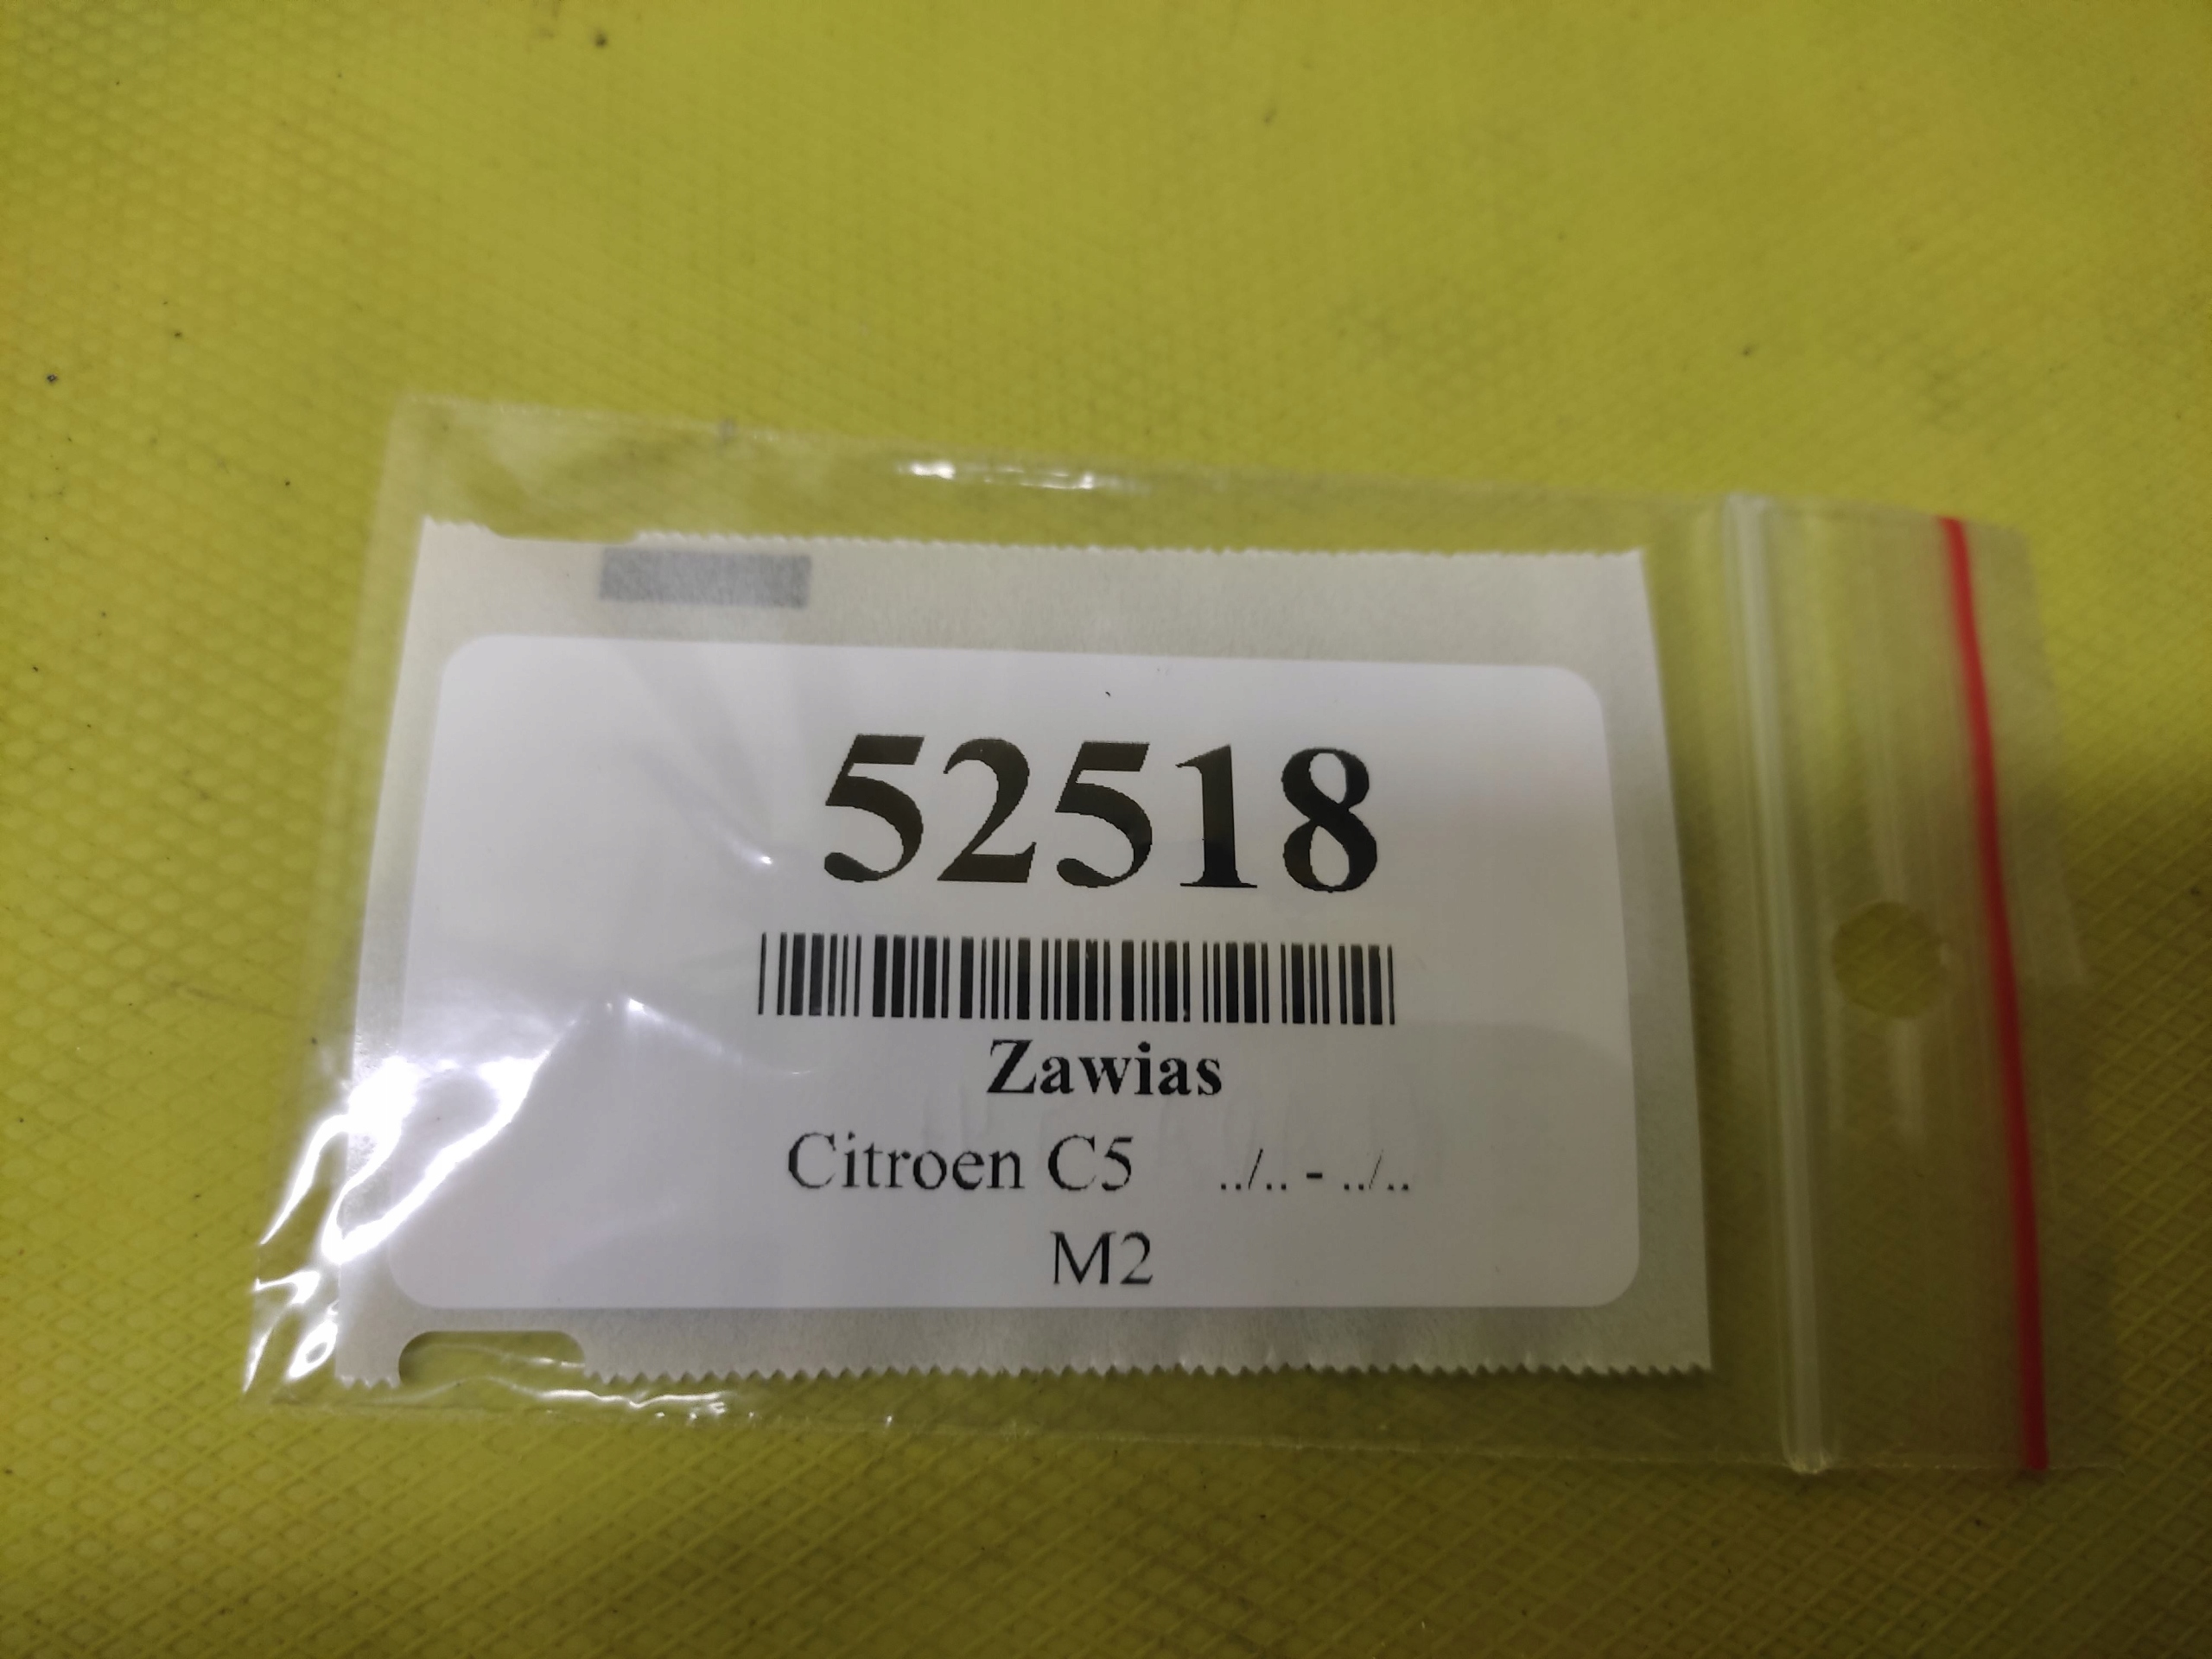 52518
Zawias
Citroen C5 ../.. - ../..
M2